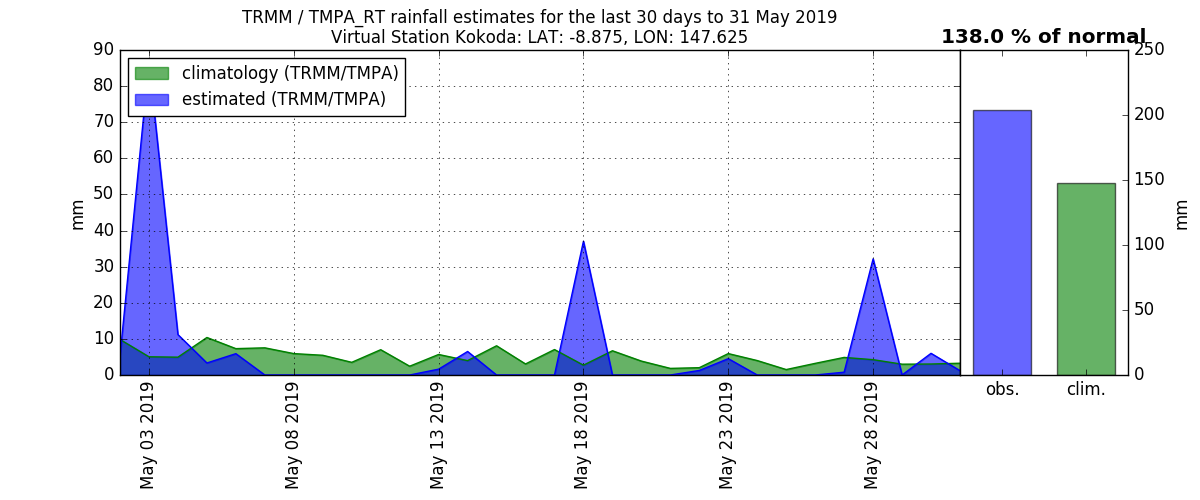 TRMM / TMPA_RT rainfall estimates for the last 30 days to 31 May 2019
Virtual Station Kokoda: LAT: -8.875, LON: 147.625
138.0 % of normal
climatology (TRMM/TMPA)
estimated (TRMM/TMPA)
90
80
70
60
50
40
30
20
10
0
mm
May 03 2019
May 08 2019
May 13 2019
May 18 2019
May 23 2019
May 28 2019
250
200
150
100
50
0
mm
obs.
clim.